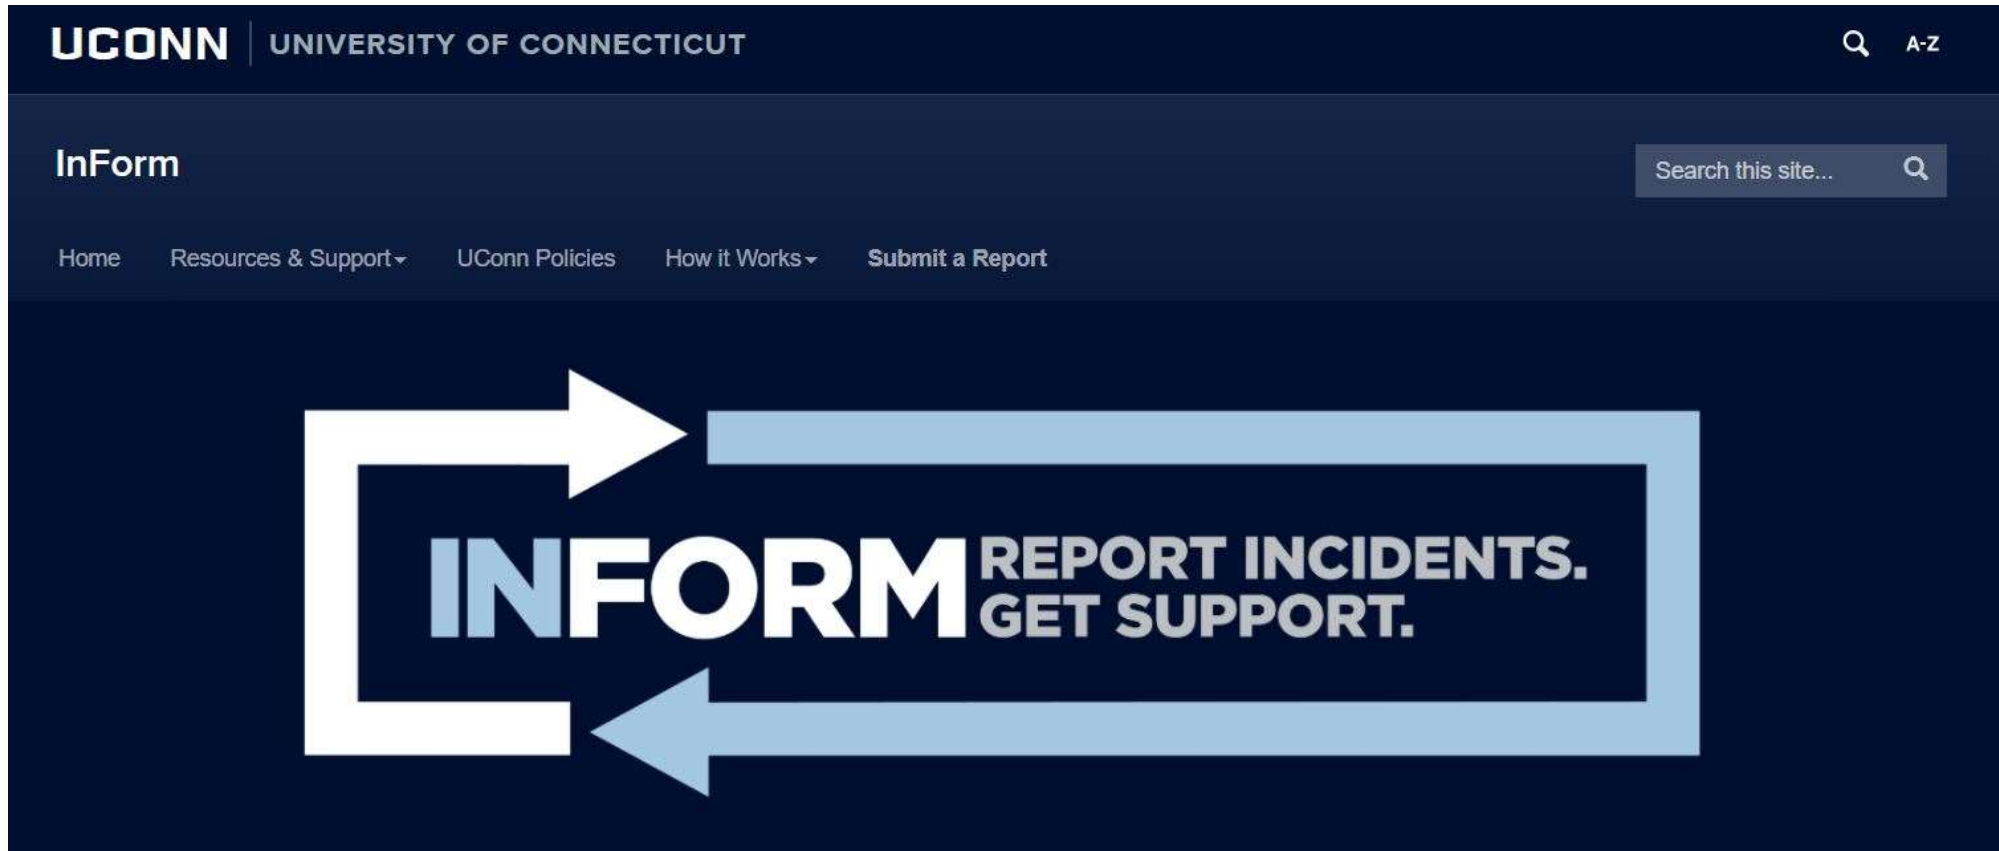 UCONN UNIVERSITY OF CONNECTICUT A-Z
InForm
Search this site...
Home Resources & Support UConn Policies How it Works Submit a Report
INFORM REPORT INCIDENTS.
GET SUPPORT.